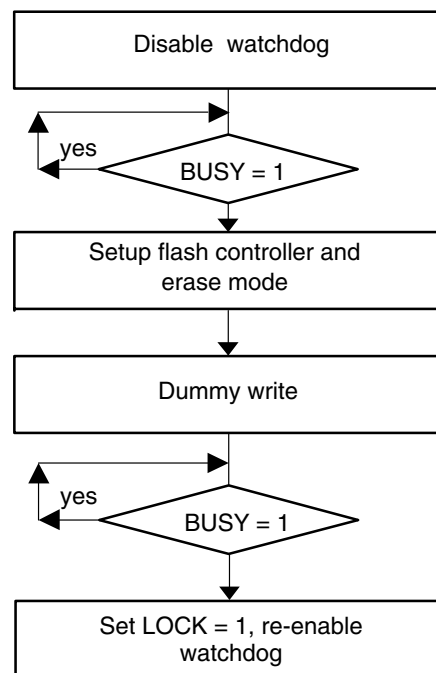 Disable watchdog
yes
BUSY = 1
Setup flash controller and
erase mode
Dummy write
yes
BUSY = 1
Set LOCK = 1, re-enable
watchdog